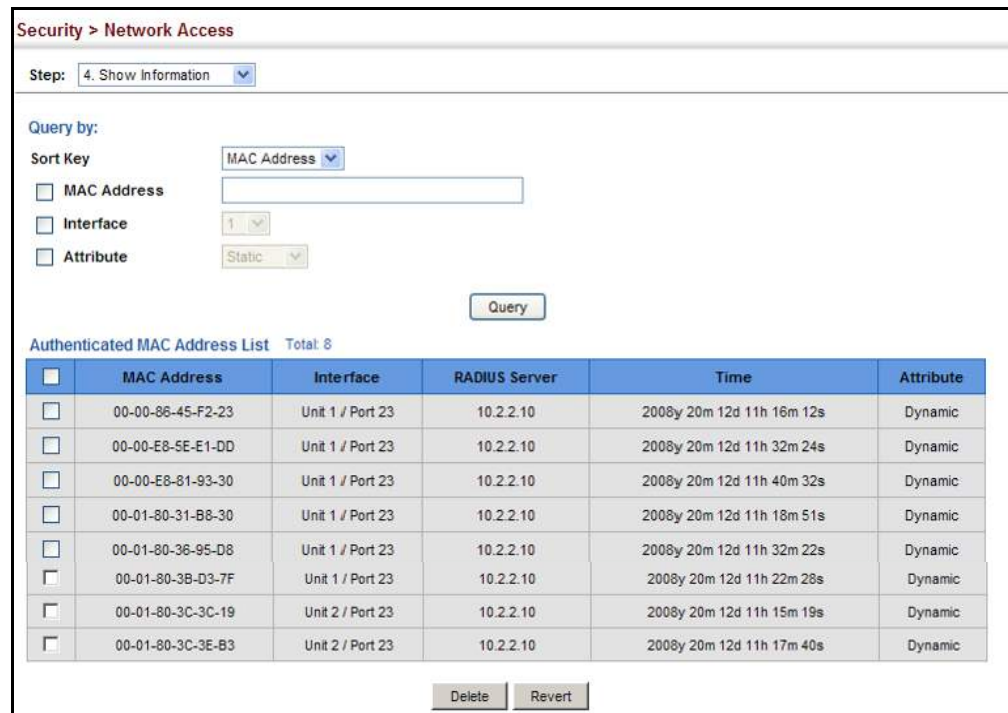 Security > Network Access
Step: 4. Show Information
Query by:
Sort Key MAC Address
MAC Address
Interface 1
Attribute Static
Query
Authenticated MAC Address List Total: 8
MAC Address Interface RADIUS Server Time Attribute
00-00-86-45-F2-23 Unit 1 / Port 23 10.2.2.10 2008y 20m 12d 11h 16m 12s Dynamic
00-00-E8-5E-E1-DD Unit 1 / Port 23 10.2.2.10 2008y 20m 12d 11h 32m 24s Dynamic
00-00-E8-81-93-30 Unit 1 / Port 23 10.2.2.10 2008y 20m 12d 11h 40m 32s Dynamic
00-01-80-31-B8-30 Unit 1 / Port 23 10.2.2.10 2008y 20m 12d 11h 18m 51s Dynamic
00-01-80-36-95-D8 Unit 1 / Port 23 10.2.2.10 2008y 20m 12d 11h 32m 22s Dynamic
00-01-80-3B-D3-7F Unit 1 / Port 23 10.2.2.10 2008y 20m 12d 11h 22m 28s Dynamic
00-01-80-3C-3C-19 Unit 2 / Port 23 10.2.2.10 2008y 20m 12d 11h 15m 19s Dynamic
00-01-80-3C-3E-B3 Unit 2 / Port 23 10.2.2.10 2008y 20m 12d 11h 17m 40s Dynamic
Delete Revert